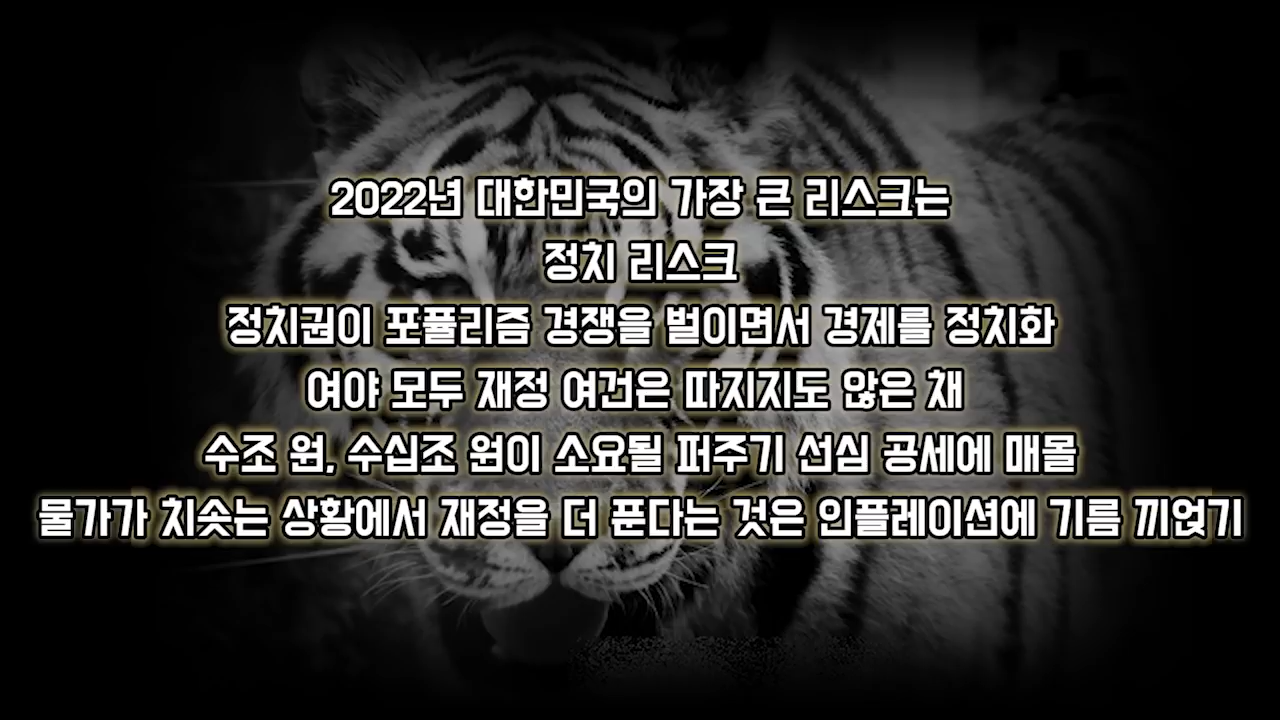 2022년 대한민국의 가장 큰 리스크는
정치 리스크
정치권이 포퓰리즘 경쟁을 벌이면서 경제를 정치화
여야 모두 재정 여건은 따지지도 않은 채
수조 원, 수십조 원이 소요될 퍼주기 선심 공세에 매몰
물가가 치솟는 상황에서 재정을 더 푼다는 것은 인플레이션에 기름 끼얹기